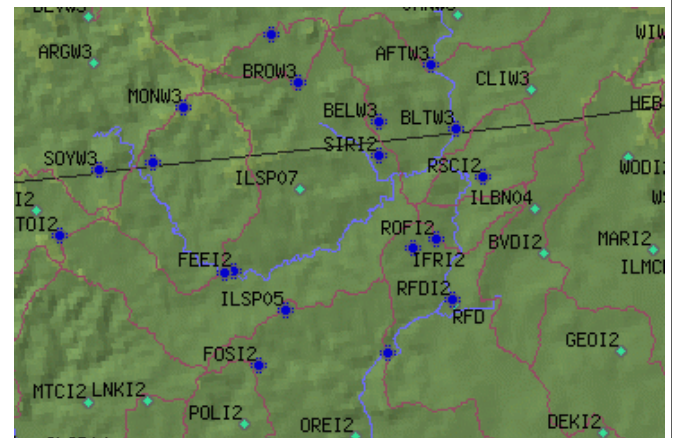 ARGW3
AFTW3
BROW3
CLIW3
MONW3
HEB
BELW3
BLTW3
SIRI2
SOYW3
RSCI2
WODI2
ILSP07
ILBN04
TOI2
ROFI2
BVDI2
MARI2
FEEI2
IFRI2
ILSP05
RFDI2
RFD
GEOI2
FOSI2
MTCI2
LNKI2
POLI2
OREI2
DEKI2